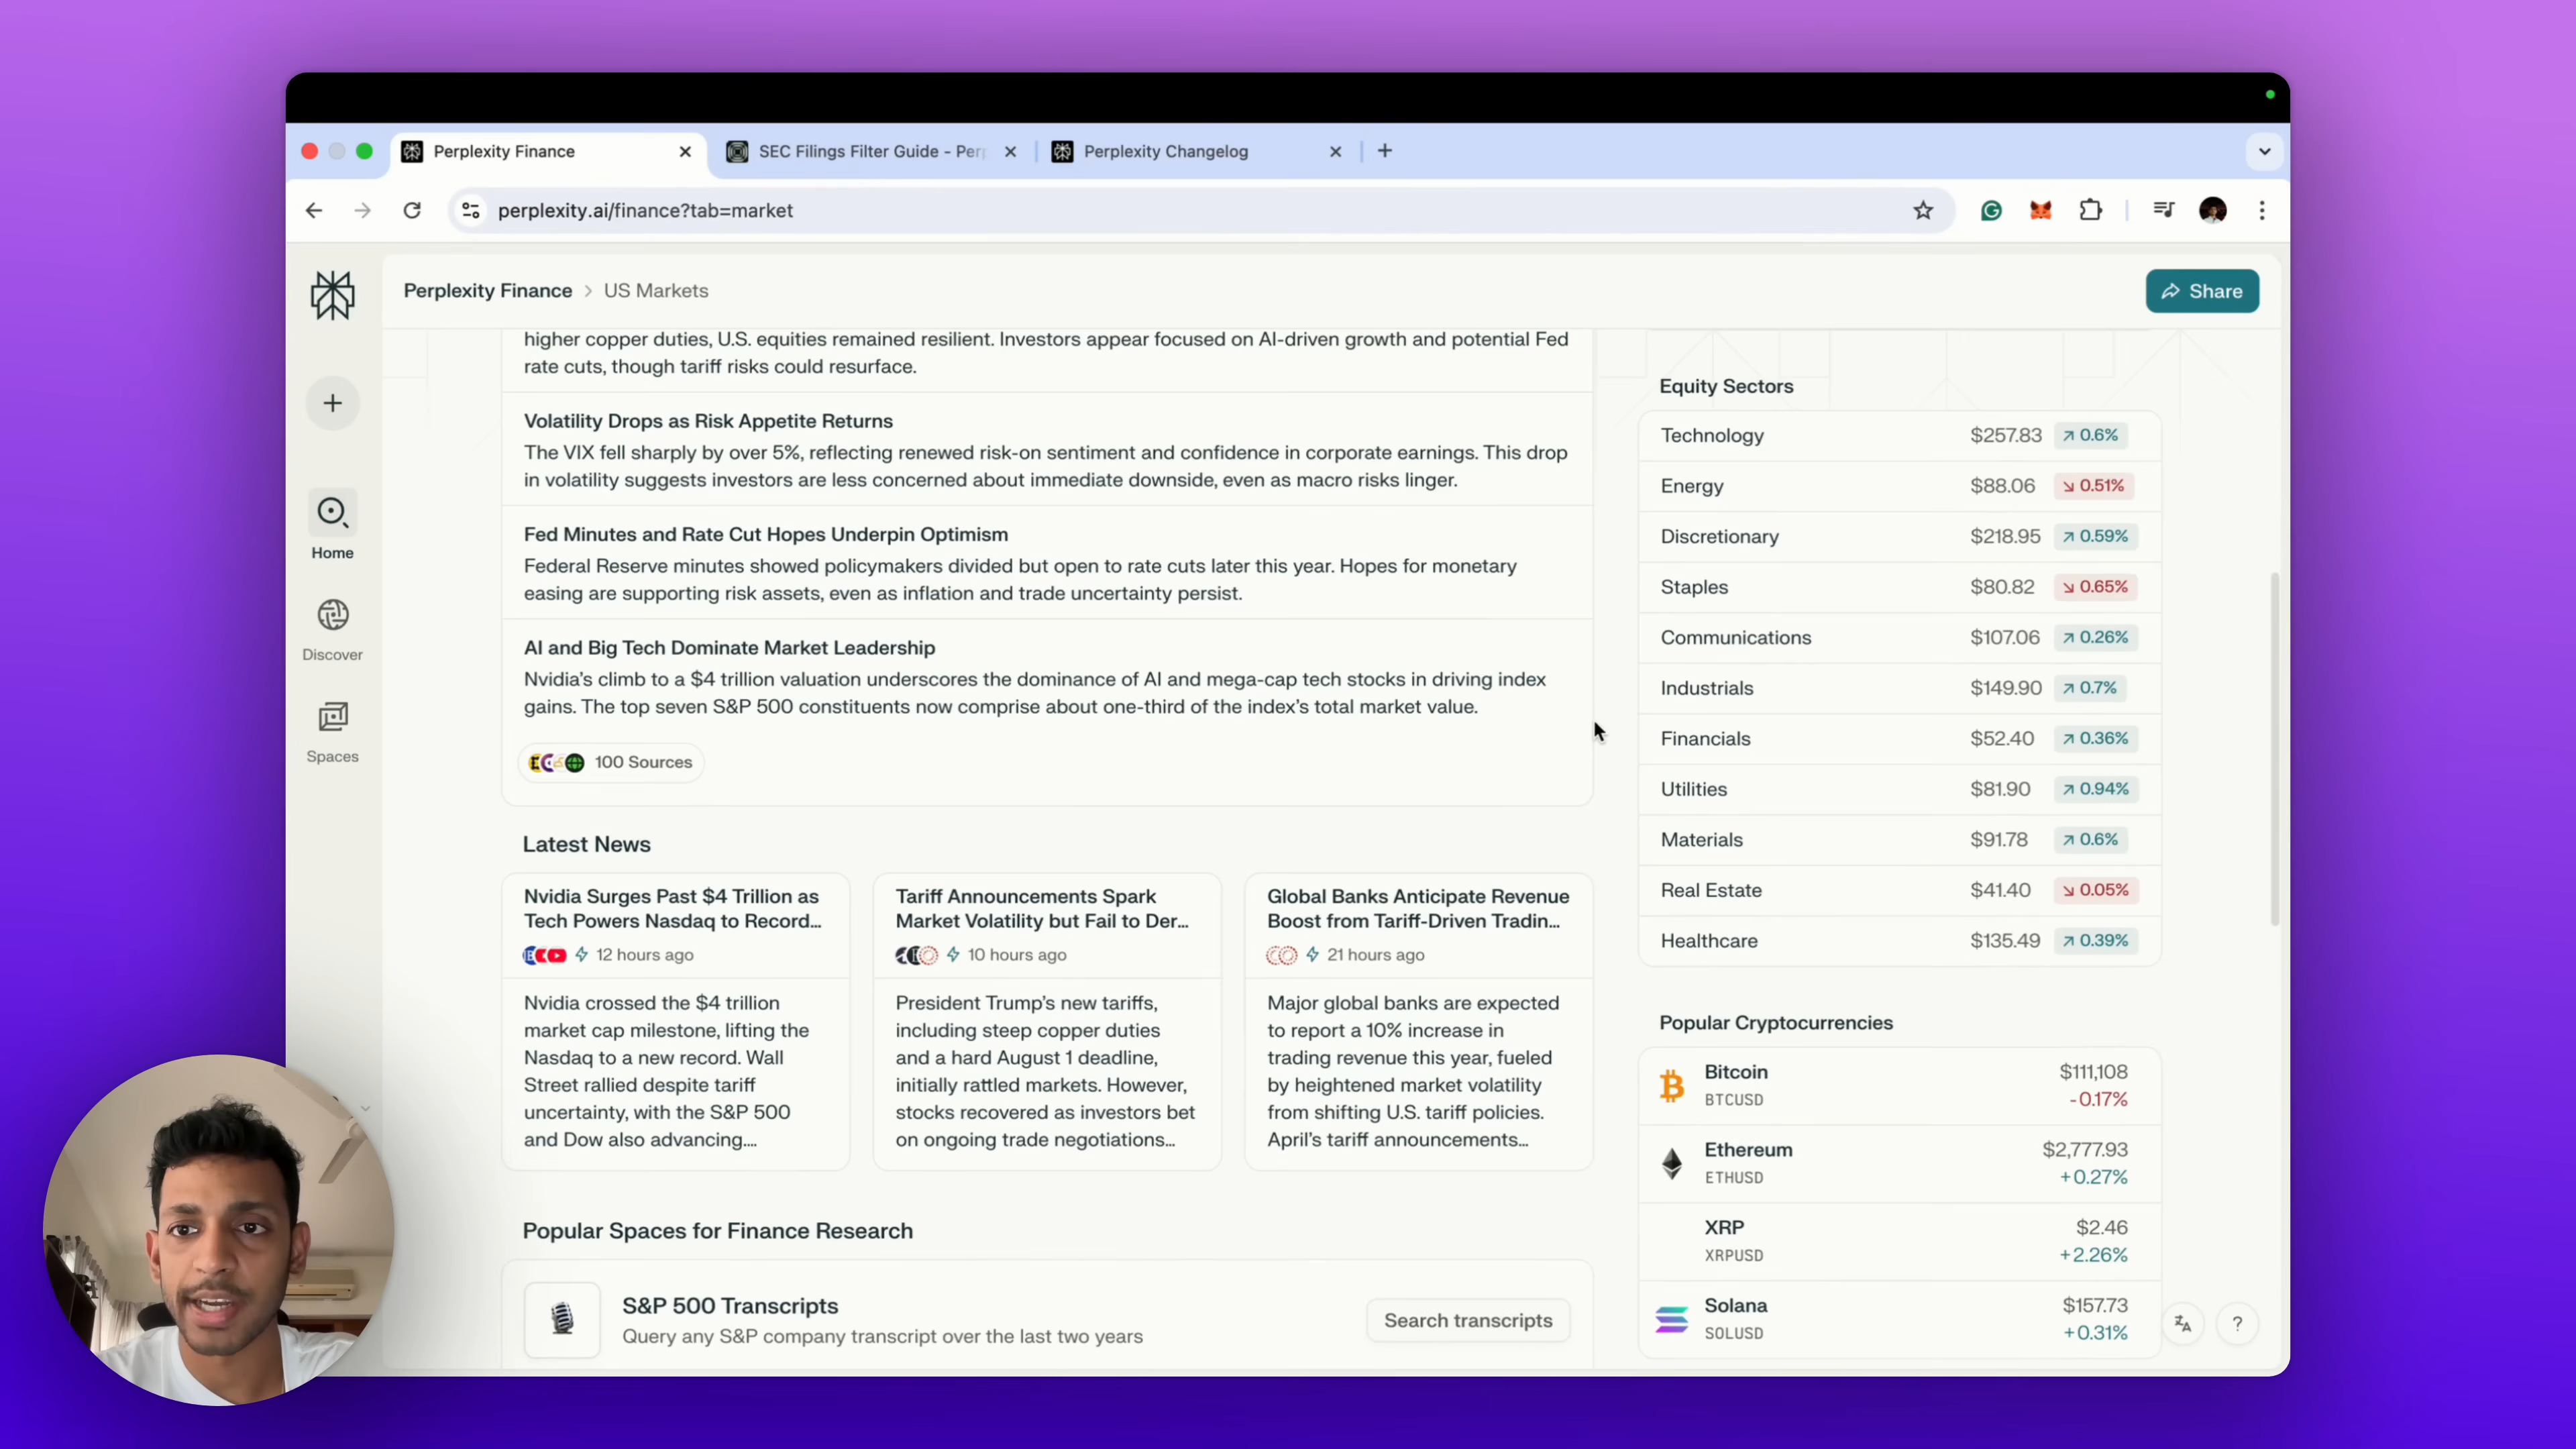 Perplexity Finance
SEC Filings Filter Guide - Per
Perplexity Changelog
perplexity.ai/finance?tab=market
Perplexity Finance > US Markets
Share
Home
Discover
Spaces
higher copper duties, U.S. equities remained resilient. Investors appear focused on AI-driven growth and potential Fed
rate cuts, though tariff risks could resurface.
Volatility Drops as Risk Appetite Returns
The VIX fell sharply by over 5%, reflecting renewed risk-on sentiment and confidence in corporate earnings. This drop
in volatility suggests investors are less concerned about immediate downside, even as macro risks linger.
Fed Minutes and Rate Cut Hopes Underpin Optimism
Federal Reserve minutes showed policymakers divided but open to rate cuts later this year. Hopes for monetary
easing are supporting risk assets, even as inflation and trade uncertainty persist.
AI and Big Tech Dominate Market Leadership
Nvidia's climb to a $4 trillion valuation underscores the dominance of AI and mega-cap tech stocks in driving index
gains. The top seven S&P 500 constituents now comprise about one-third of the index's total market value.
100 Sources
Latest News
Nvidia Surges Past $4 Trillion as
Tech Powers Nasdaq to Record...
12 hours ago
Nvidia crossed the $4 trillion
market cap milestone, lifting the
Nasdaq to a new record. Wall
Street rallied despite tariff
uncertainty, with the S&P 500
and Dow also advancing....
Tariff Announcements Spark
Market Volatility but Fail to Der...
10 hours ago
President Trump's new tariffs,
including steep copper duties
and a hard August 1 deadline,
initially rattled markets. However,
stocks recovered as investors bet
on ongoing trade negotiations...
Global Banks Anticipate Revenue
Boost from Tariff-Driven Tradin...
21 hours ago
Major global banks are expected
to report a 10% increase in
trading revenue this year, fueled
by heightened market volatility
from shifting U.S. tariff policies.
April's tariff announcements...
Popular Spaces for Finance Research
S&P 500 Transcripts
Query any S&P company transcript over the last two years
Search transcripts
Equity Sectors
Technology $257.83 0.6%
Energy $88.06 0.51%
Discretionary $218.95 0.59%
Staples $80.82 0.65%
Communications $107.06 0.26%
Industrials $149.90 0.7%
Financials $52.40 0.36%
Utilities $81.90 0.94%
Materials $91.78 0.6%
Real Estate $41.40 0.05%
Healthcare $135.49 0.39%
Popular Cryptocurrencies
Bitcoin $111,108
BTCUSD -0.17%
Ethereum $2,777.93
ETHUSD +0.27%
XRP $2.46
XRPUSD +2.26%
Solana $157.73
SOLUSD +0.31%
?